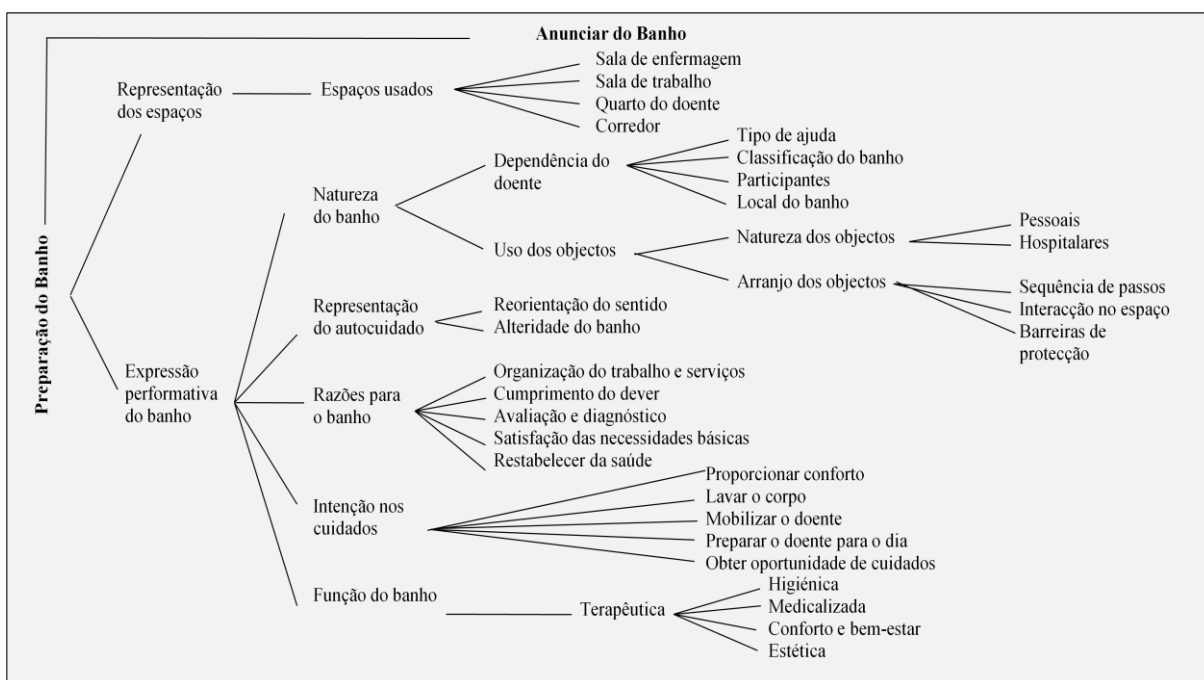 Anunciar do Banho
Preparação do Banho
Representação
dos espaços
Espaços usados
Sala de enfermagem
Sala de trabalho
Quarto do doente
Corredor
Expressão
performativa
do banho
Natureza
do banho
Dependência do
doente
Tipo de ajuda
Classificação do banho
Participantes
Local do banho
Uso dos objectos
Natureza dos objectos
Pessoais
Hospitalares
Arranjo dos objectos
Sequência de passos
Interacção no espaço
Barreiras de
protecção
Representação
do autocuidado
Reorientação do sentido
Alteridade do banho
Razões para
o banho
Organização do trabalho e serviços
Cumprimento do dever
Avaliação e diagnóstico
Satisfação das necessidades básicas
Restabelecer da saúde
Intenção nos
cuidados
Proporcionar conforto
Lavar o corpo
Mobilizar o doente
Preparar o doente para o dia
Obter oportunidade de cuidados
Função do banho
Terapêutica
Higiénica
Medicalizada
Conforto e bem-estar
Estética